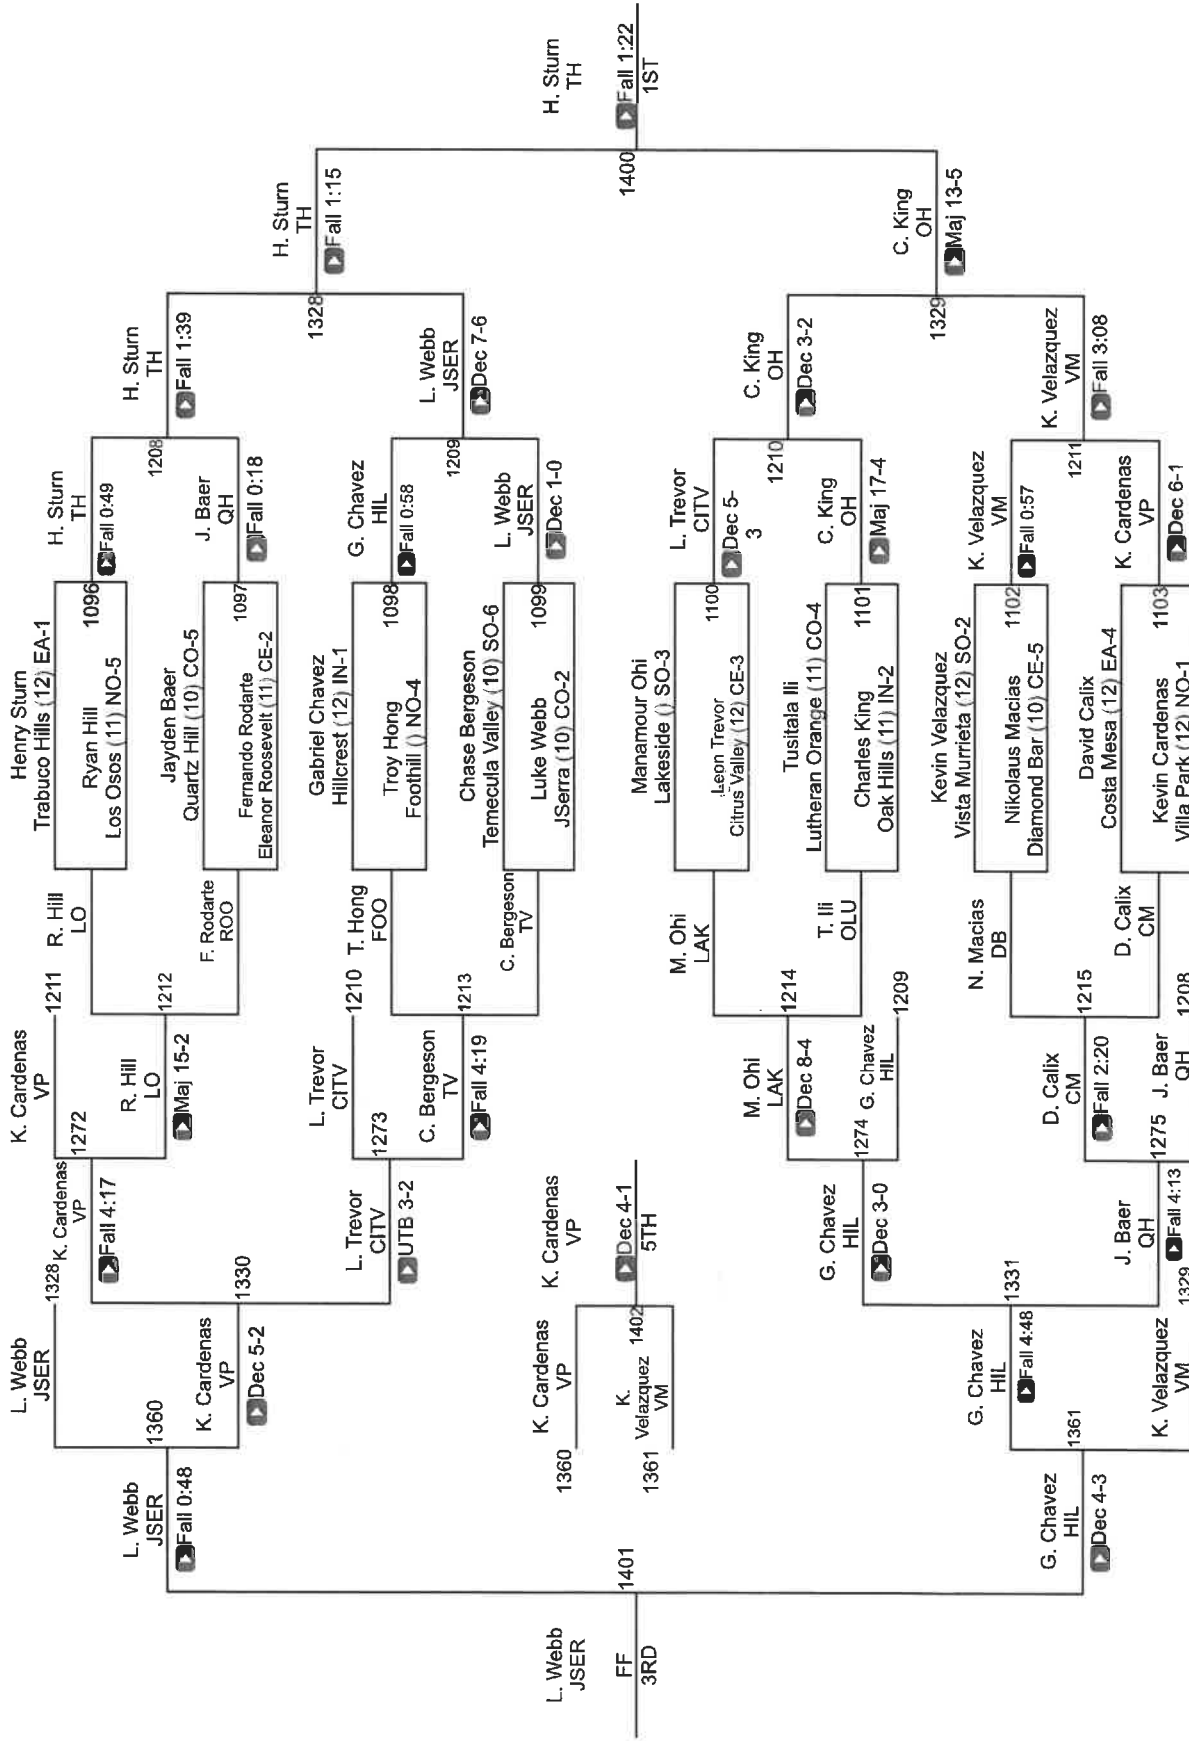 Henry Sturn
Trabuco Hills (12) EA-1
1096
Ryan Hill
Los Osos (11) NO-5
H. Sturn
TH
Fall 0:49
R. Hill
LO
Jayden Baer
Quartz Hill (10) CO-5
1097
Fernando Rodarte
Eleanor Roosevelt (11) CE-2
J. Baer
QH
Fall 0:18
F. Rodarte
ROO
Gabriel Chavez
Hillcrest (12) IN-1
1098
Troy Hong
Foothill () NO-4
G. Chavez
HIL
Fall 0:58
T. Hong
FOO
Chase Bergeson
Temecula Valley (10) SO-6
1099
Luke Webb
JSerra (10) CO-2
L. Webb
JSER
Dec 1-0
C. Bergeson
TV
Manamour Ohi
Lakeside () SO-3
1100
Leon Trevor
Citrus Valley (12) CE-3
L. Trevor
CITV
Dec 5-
3
M. Ohi
LAK
Tusitala Ili
Lutheran Orange (11) CO-4
1101
Charles King
Oak Hills (11) IN-2
C. King
OH
Maj 17-4
T. Ili
OLU
Kevin Velazquez
Vista Murrieta (12) SO-2
1102
Nikolaus Macias
Diamond Bar (10) CE-5
K. Velazquez
VM
Fall 0:57
N. Macias
DB
David Calix
Costa Mesa (12) EA-4
1103
Kevin Cardenas
Villa Park (12) NO-1
K. Cardenas
VP
Dec 6-1
D. Calix
CM
1208
H. Sturn
TH
Fall 1:39
1209
L. Webb
JSER
Dec 7-6
1210
C. King
OH
Dec 3-2
1211
K. Velazquez
VM
Fall 3:08
1328
H. Sturn
TH
Fall 1:15
1329
C. King
OH
Maj 13-5
1400
H. Sturn
TH
Fall 1:22
1ST
K. Cardenas
VP
1211
1212
R. Hill
LO
Maj 15-2
1272
K. Cardenas
VP
Fall 4:17
L. Trevor
CITV
1210
1213
C. Bergeson
TV
Fall 4:19
1273
L. Trevor
CITV
UTB 3-2
1214
M. Ohi
LAK
Dec 8-4
G. Chavez
HIL
1209
1274
G. Chavez
HIL
Dec 3-0
1215
D. Calix
CM
Fall 2:20
J. Baer
QH
1208
1275
J. Baer
QH
Fall 4:13
L. Webb
JSER
1328
1330
K. Cardenas
VP
Dec 5-2
1360
L. Webb
JSER
Fall 0:48
1331
G. Chavez
HIL
Fall 4:48
K. Velazquez
VM
1329
1361
G. Chavez
HIL
Dec 4-3
1401
L. Webb
JSER
FF
3RD
1360
K. Cardenas
VP
1361
K.
Velazquez
VM
1402
K. Cardenas
VP
Dec 4-1
5TH